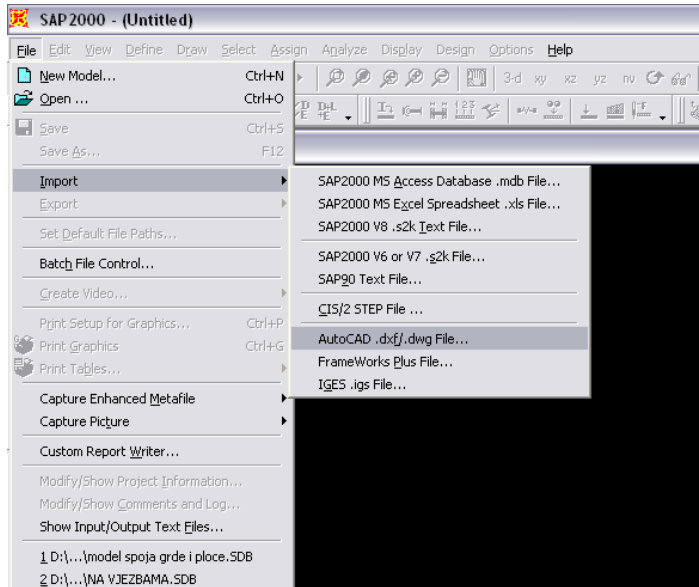 SAP2000 - (Untitled)
File Edit View Define Draw Select Assign Analyze Display Design Options Help
New Model... Ctrl+N
Open ... Ctrl+O
Save Ctrl+S
Save As... F12
Import
Export
Set Default File Paths...
Batch File Control...
Create Video...
Print Setup for Graphics... Ctrl+P
Print Graphics Ctrl+G
Print Tables...
Capture Enhanced Metafile
Capture Picture
Custom Report Writer...
Modify/Show Project Information...
Modify/Show Comments and Log...
Show Input/Output Text Files...
1 D:\...\model spoja grde i ploce.SDB
2 D:\...\NA VJEZBAMA.SDB
3-d xy xz yz nv
SAP2000 MS Access Database .mdb File...
SAP2000 MS Excel Spreadsheet .xls File...
SAP2000 V8 .s2k Text File...
SAP2000 V6 or V7 .s2k File...
SAP90 Text File...
CIS/2 STEP File ...
AutoCAD .dxf/.dwg File...
FrameWorks Plus File...
IGES .igs File...